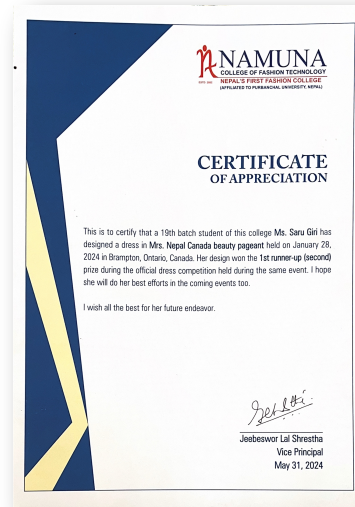 NAMUNA
COLLEGE OF FASHION TECHNOLOGY
NEPAL'S FIRST FASHION COLLEGE
(AFFILIATED TO PURBANCHAL UNIVERSITY, NEPAL)
CERTIFICATE
OF APPRECIATION
This is to certify that a 19th batch student of this college Ms. Saru Giri has
designed a dress in Mrs. Nepal Canada beauty pageant held on January 28,
2024 in Brampton, Ontario, Canada. Her design won the 1st runner-up (second)
prize during the official dress competition held during the same event. I hope
she will do her best efforts in the coming events too.
I wish all the best for her future endeavor.
Jeebeswor Lal Shrestha
Vice Principal
May 31, 2024